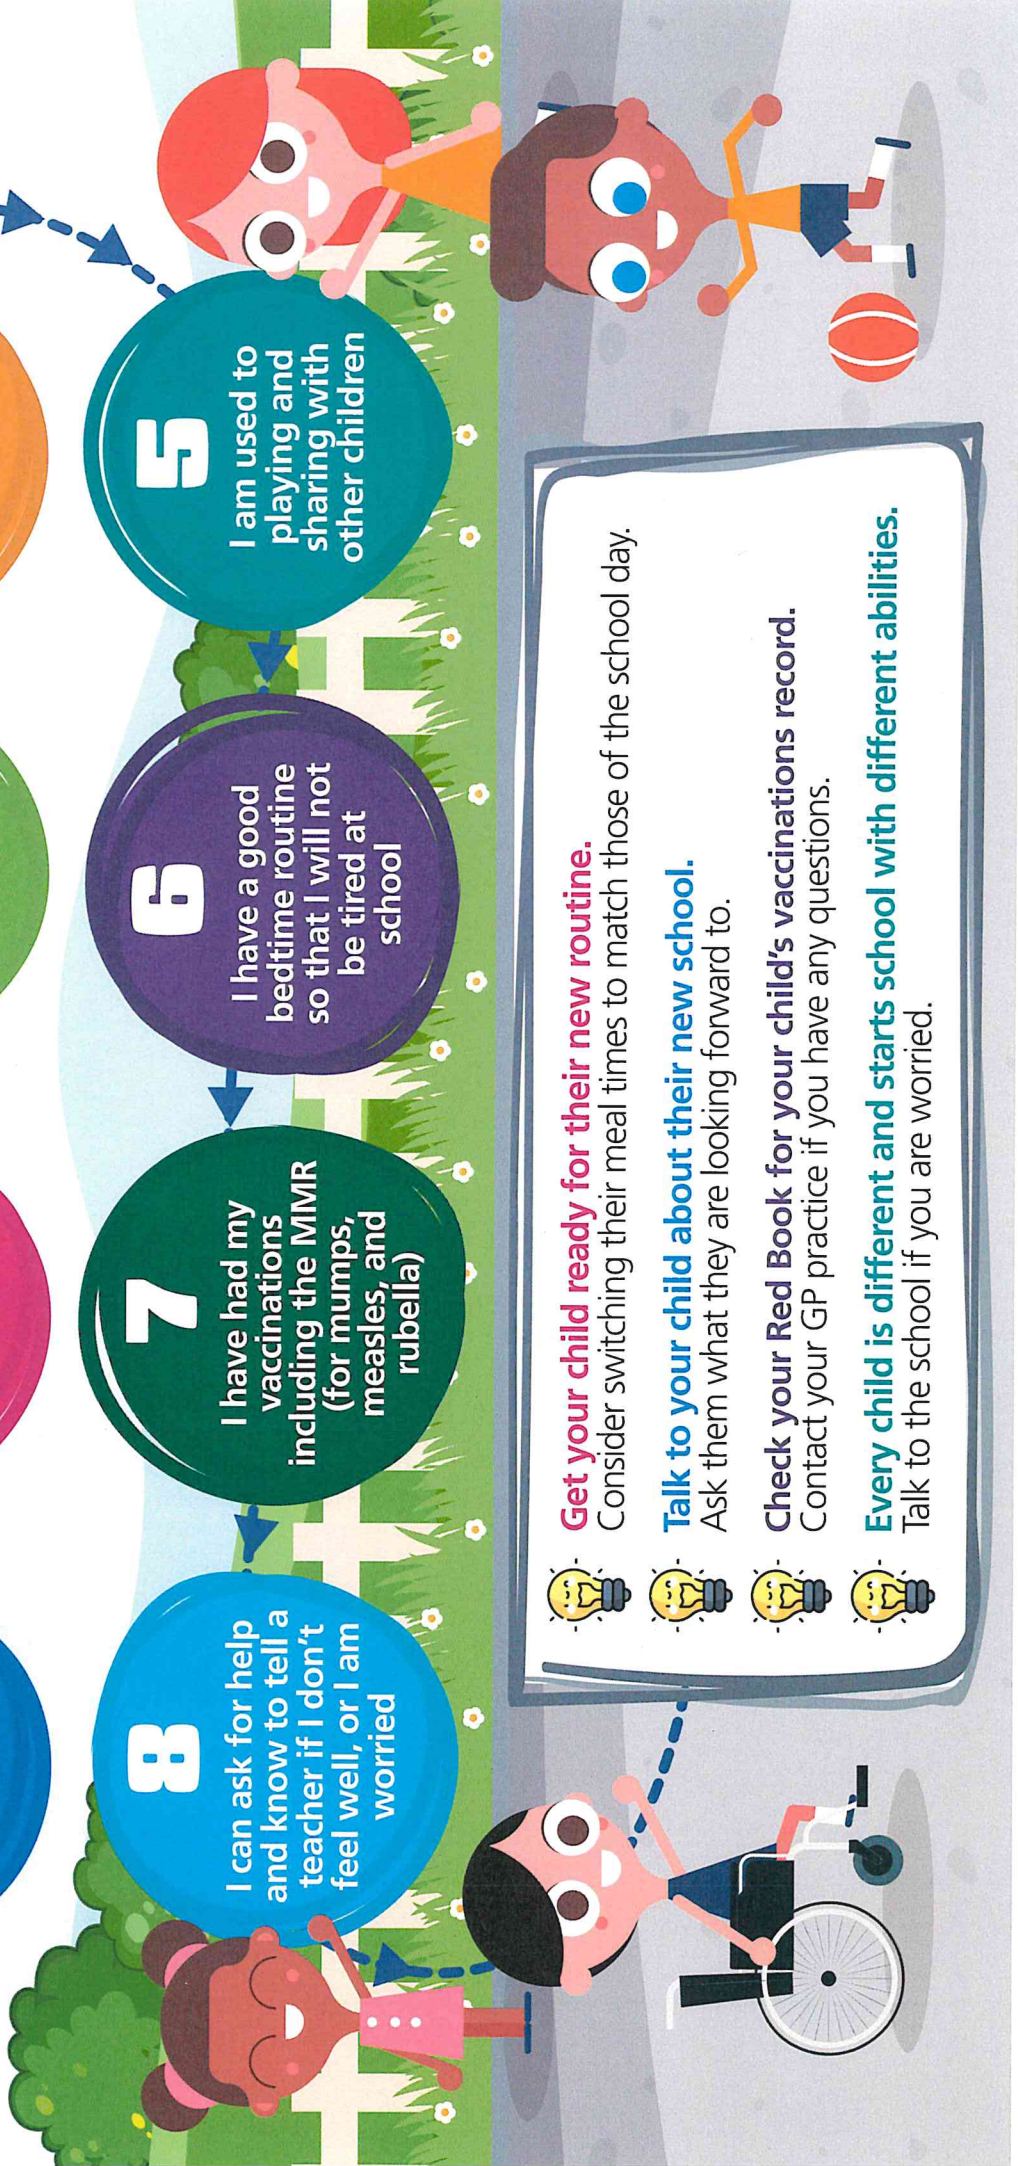 5
I am used to
playing and
sharing with
other children
6
I have a good
bedtime routine
so that I will not
be tired at
school
7
I have had my
vaccinations
including the MMR
(for mumps,
measles, and
rubella)
8
I can ask for help
and know to tell a
teacher if I don't
feel well, or I am
worried
Get your child ready for their new routine.
Consider switching their meal times to match those of the school day.
Talk to your child about their new school.
Ask them what they are looking forward to.
Check your Red Book for your child's vaccinations record.
Contact your GP practice if you have any questions.
Every child is different and starts school with different abilities.
Talk to the school if you are worried.